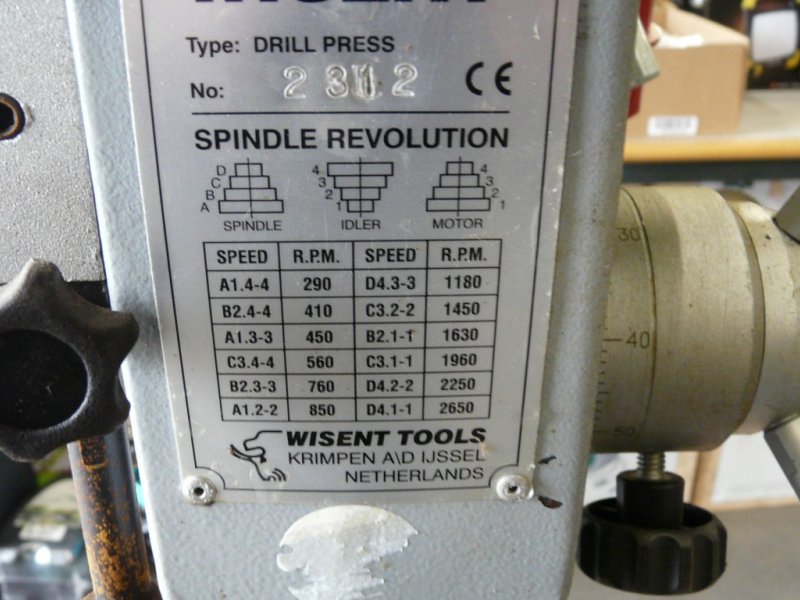 WISENT
Type: DRILL PRESS
No: 2312 CE
SPINDLE REVOLUTION
D 4 4
C 3 3
B 2 2
A 1 1
SPINDLE IDLER MOTOR
SPEED R.P.M. SPEED R.P.M.
A1.4-4 290 D4.3-3 1180
B2.4-4 410 C3.2-2 1450
A1.3-3 450 B2.1-1 1630
C3.4-4 560 C3.1-1 1960
B2.3-3 760 D4.2-2 2250
A1.2-2 850 D4.1-1 2650
WISENT TOOLS
KRIMPEN A\D IJSSEL
NETHERLANDS
30
40
50